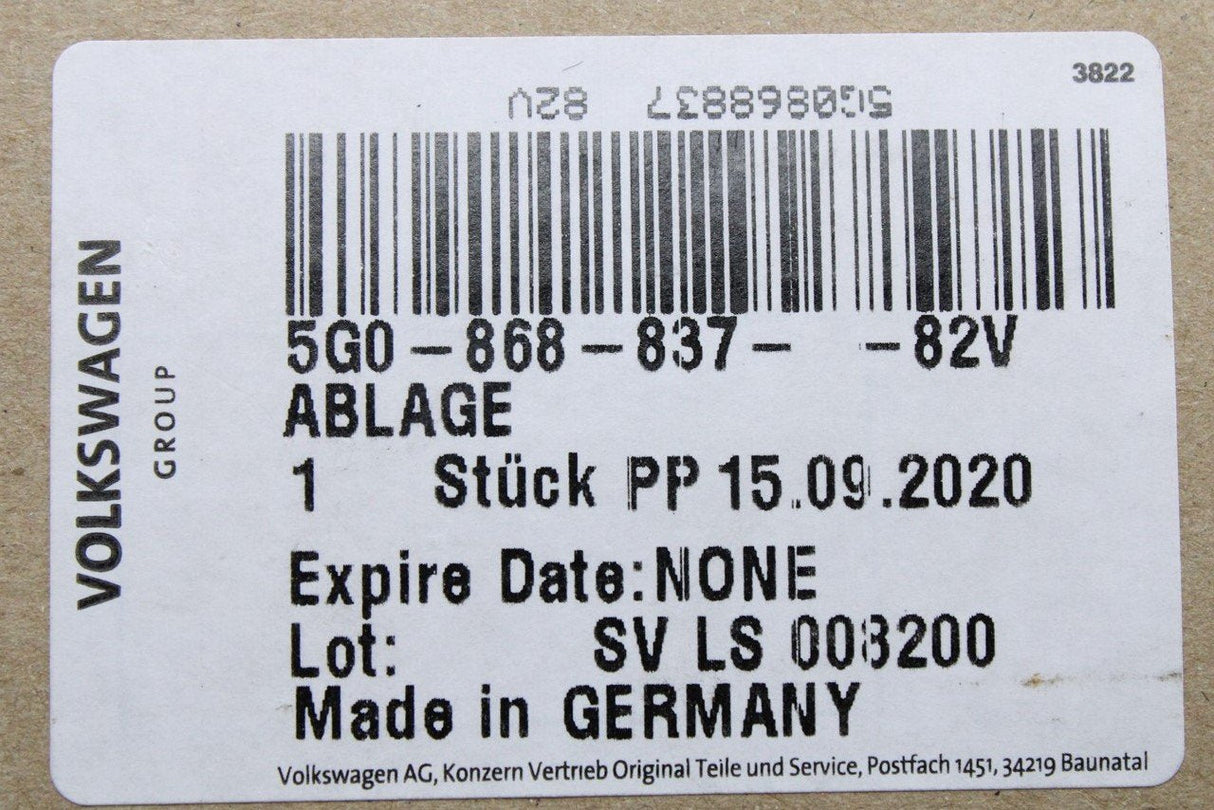 3822
5G0868837 82V
5G0-868-837- -82V
ABLAGE
1 Stück PP 15.09.2020
Expire Date:NONE
Lot: SV LS 008200
Made in GERMANY
Volkswagen AG, Konzern Vertrieb Original Teile und Service, Postfach 1451, 34219 Baunatal
VOLKSWAGEN
GROUP